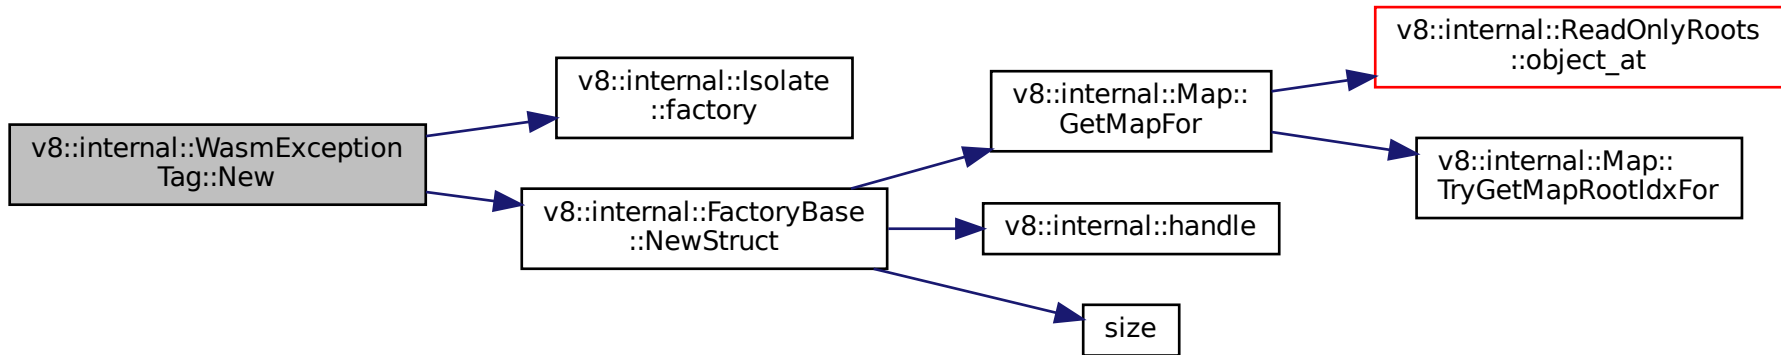 v8::internal::WasmException
Tag::New
v8::internal::Isolate
::factory
v8::internal::FactoryBase
::NewStruct
v8::internal::Map::
GetMapFor
v8::internal::handle
size
v8::internal::ReadOnlyRoots
::object_at
v8::internal::Map::
TryGetMapRootIdxFor